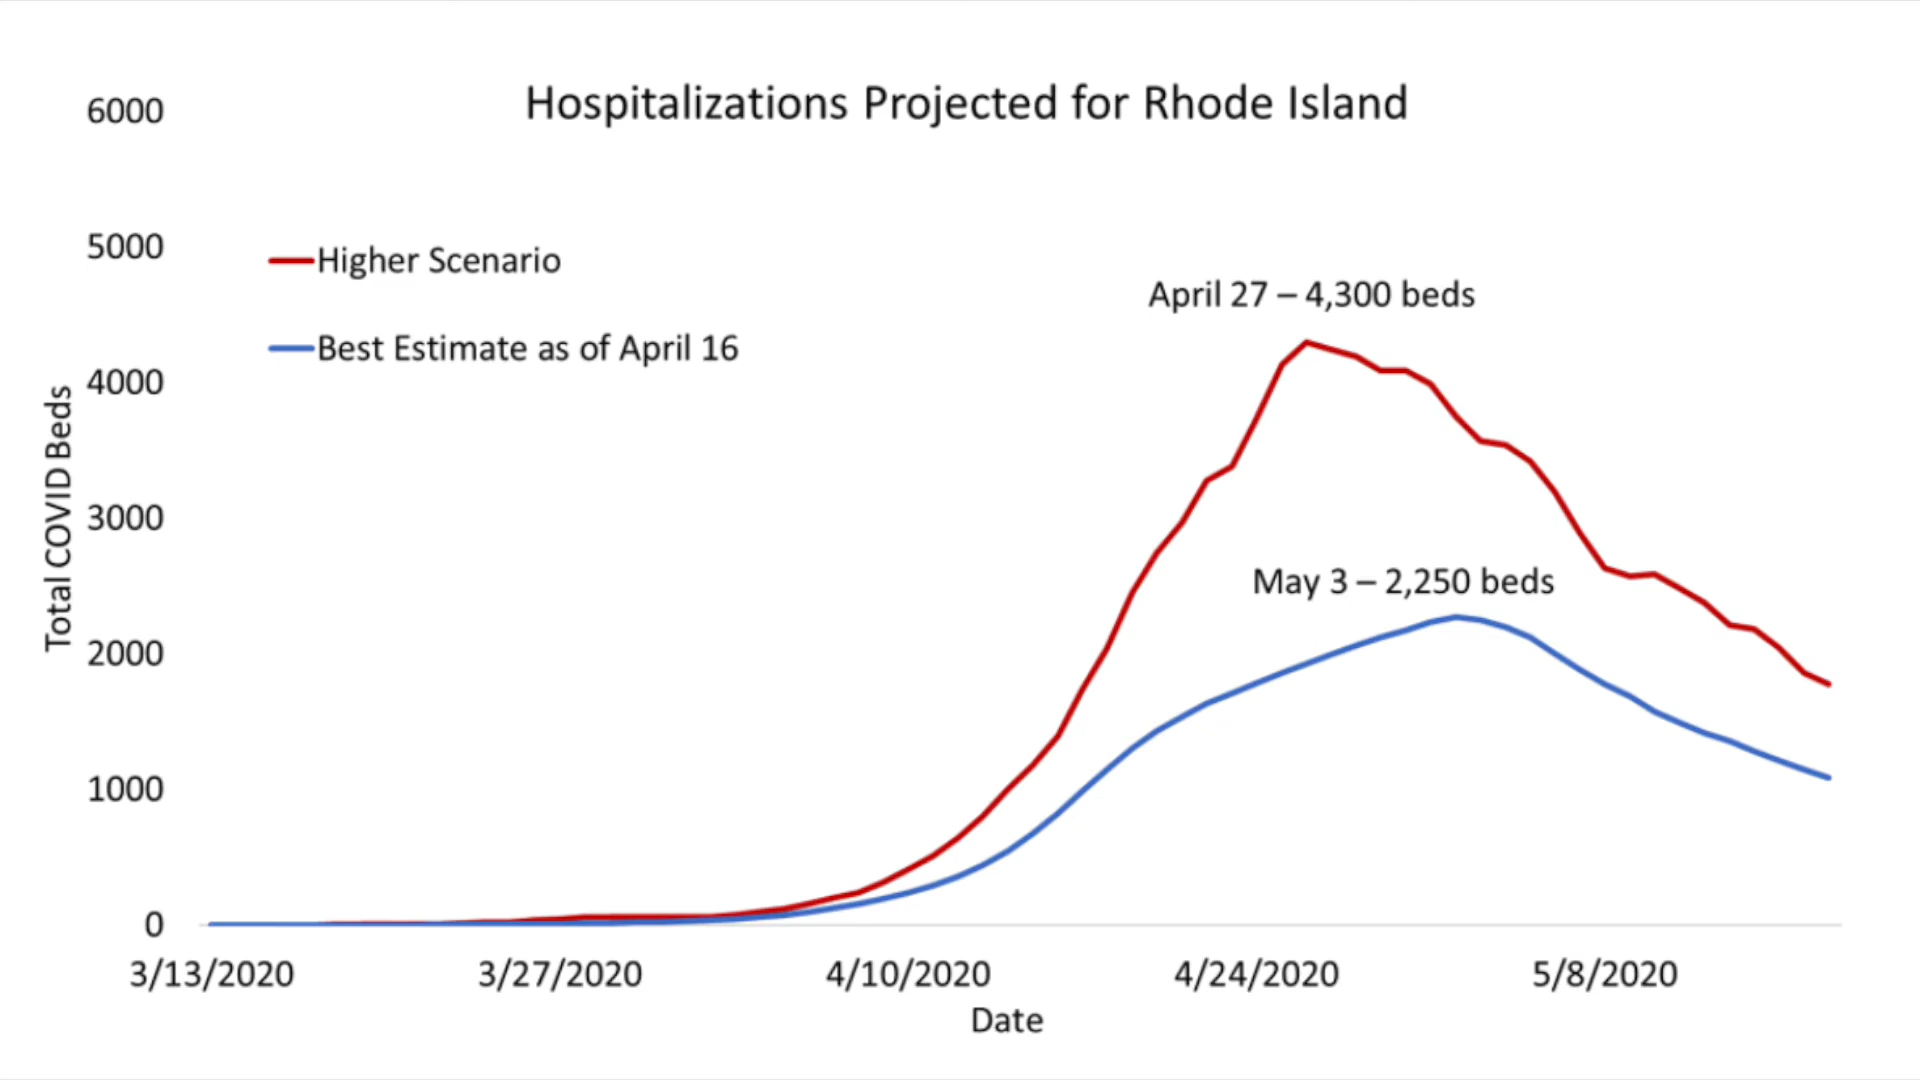 Hospitalizations Projected for Rhode Island
6000
5000
4000
3000
2000
1000
0
Total COVID Beds
Higher Scenario
Best Estimate as of April 16
April 27 – 4,300 beds
May 3 – 2,250 beds
3/13/2020 3/27/2020 4/10/2020 4/24/2020 5/8/2020
Date